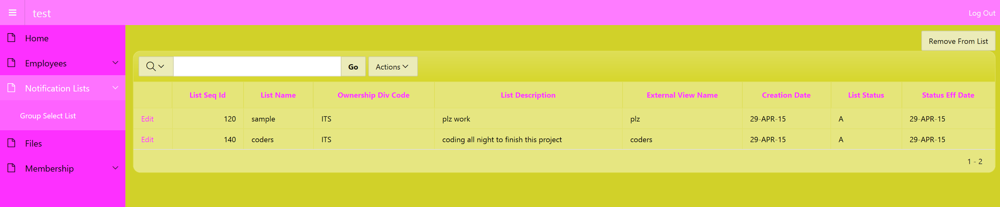 test
Log Out
Home
Employees
Notification Lists
Group Select List
Files
Membership
Remove From List
Go Actions
List Seq Id List Name Ownership Div Code List Description External View Name Creation Date List Status Status Eff Date
Edit 120 sample ITS plz work plz 29-APR-15 A 29-APR-15
Edit 140 coders ITS coding all night to finish this project coders 29-APR-15 A 29-APR-15
1 - 2